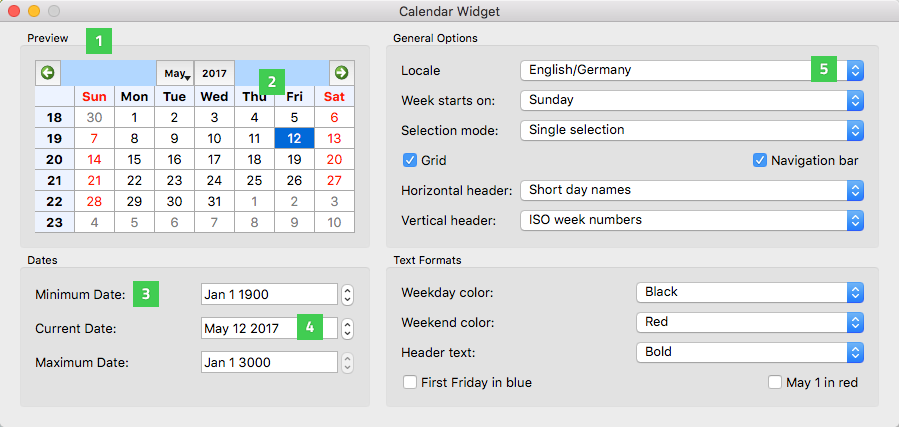 Calendar Widget
Preview 1
May 2017
2
Sun Mon Tue Wed Thu Fri Sat
18 30 1 2 3 4 5 6
19 7 8 9 10 11 12 13
20 14 15 16 17 18 19 20
21 21 22 23 24 25 26 27
22 28 29 30 31 1 2 3
23 4 5 6 7 8 9 10
General Options
Locale English/Germany 5
Week starts on: Sunday
Selection mode: Single selection
Grid Navigation bar
Horizontal header: Short day names
Vertical header: ISO week numbers
Dates
Minimum Date: 3 Jan 1 1900
Current Date: May 12 2017 4
Maximum Date: Jan 1 3000
Text Formats
Weekday color: Black
Weekend color: Red
Header text: Bold
First Friday in blue May 1 in red